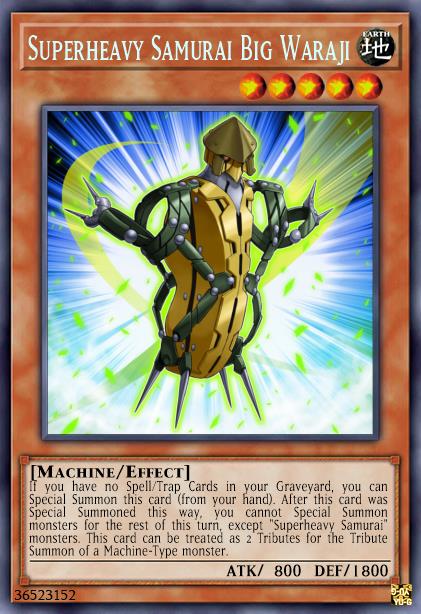 Superheavy Samurai Big Waraji
EARTH
地
[Machine/Effect]
If you have no Spell/Trap Cards in your Graveyard, you can
Special Summon this card (from your hand). After this card was
Special Summoned this way, you cannot Special Summon
monsters for the rest of this turn, except "Superheavy Samurai"
monsters. This card can be treated as 2 Tributes for the Tribute
Summon of a Machine-Type monster.
ATK/ 800 DEF/1800
36523152